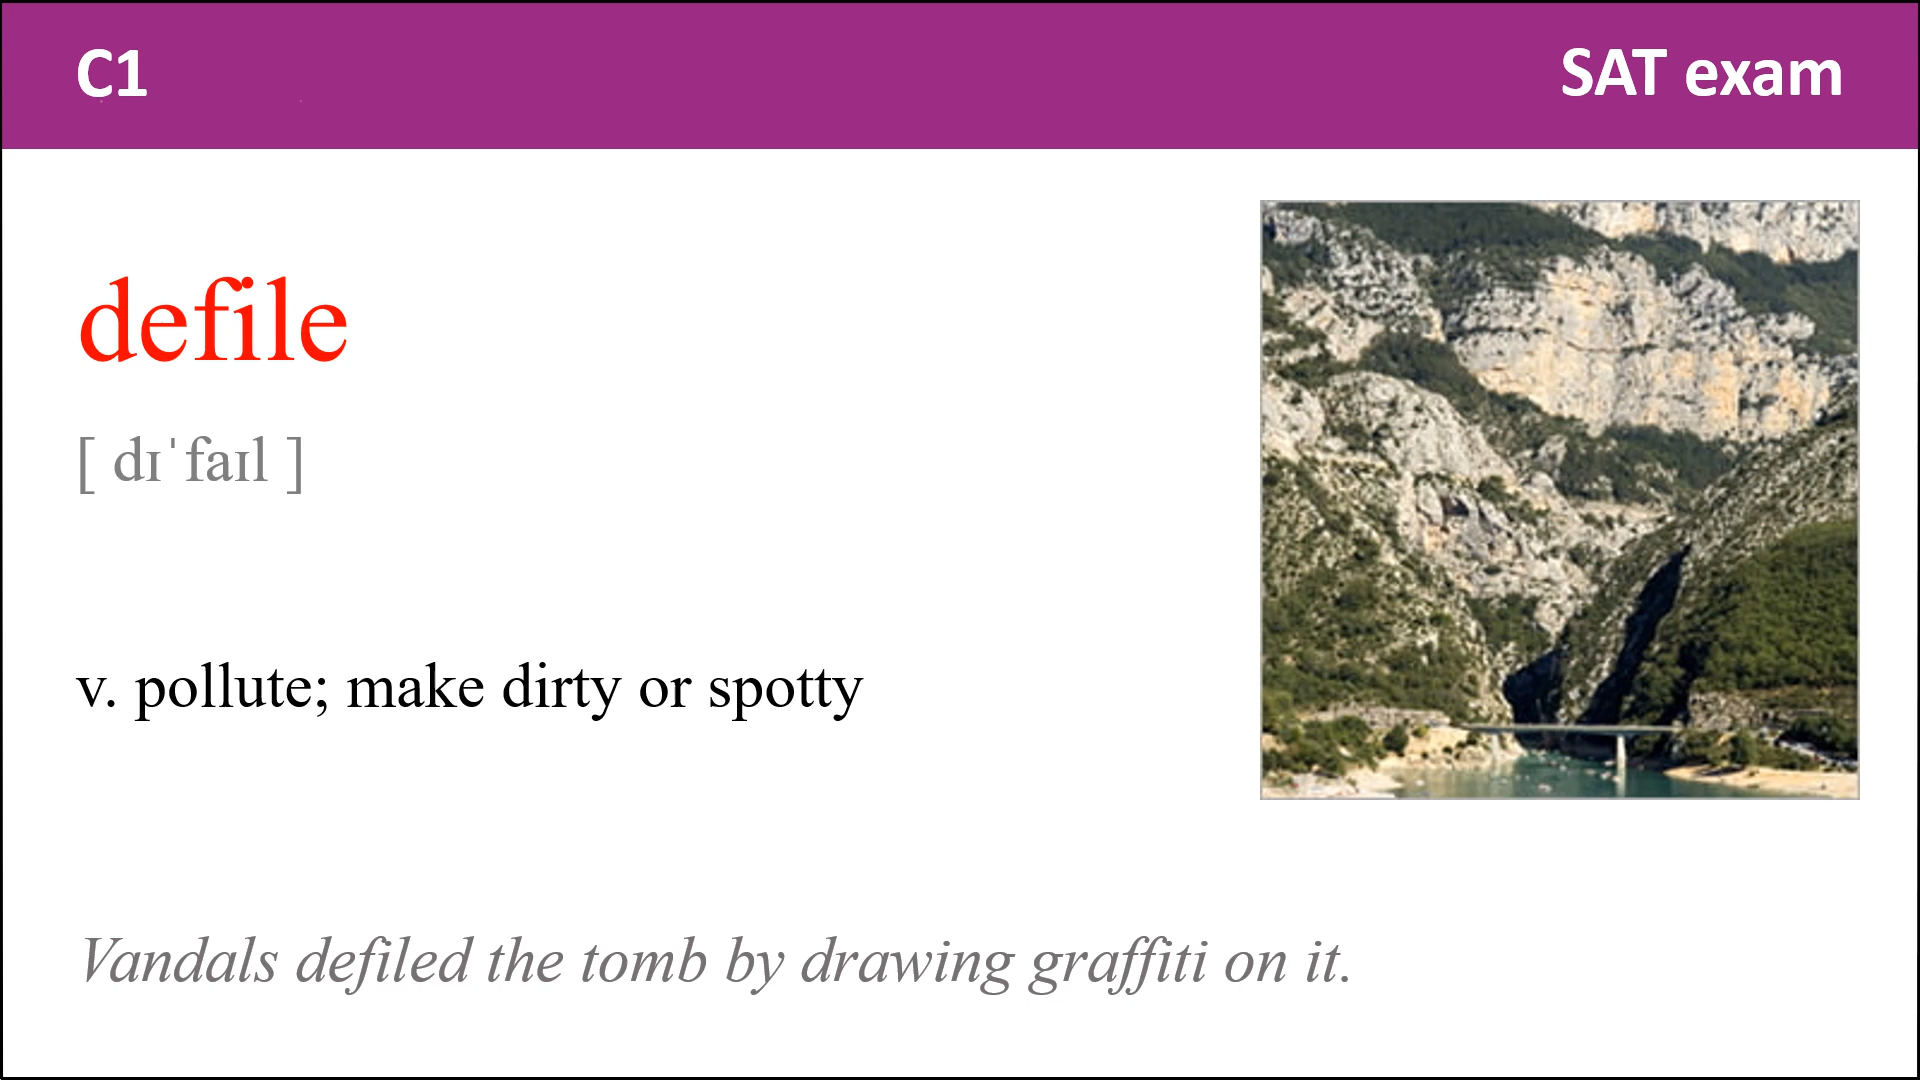 C1
SAT exam
defile
[ dɪˈfaɪl ]
v. pollute; make dirty or spotty
Vandals defiled the tomb by drawing graffiti on it.